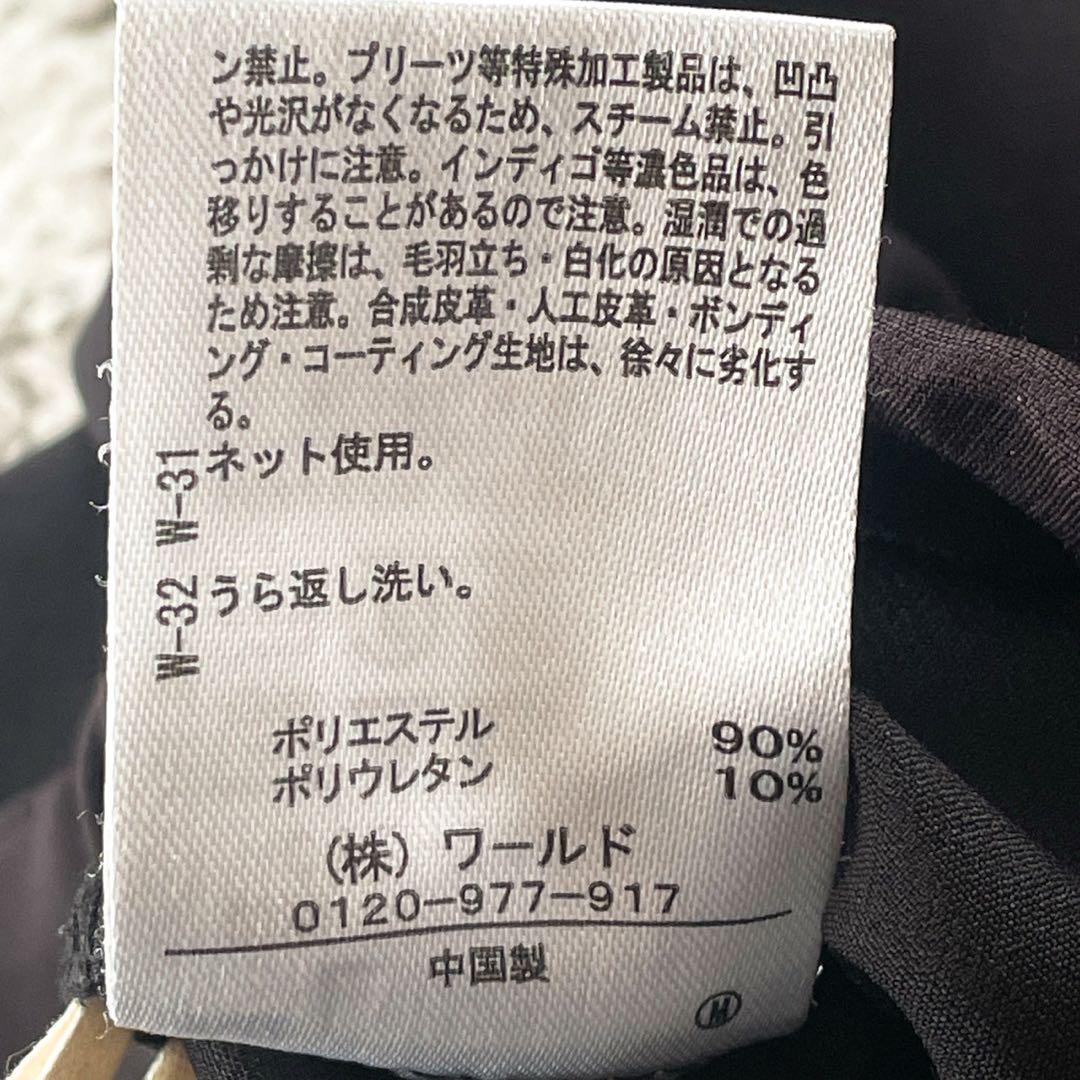 ン禁止。プリーツ等特殊加工製品は、凹凸
や光沢がなくなるため、スチーム禁止。引
っかけに注意。インディゴ等濃色品は、色
移りすることがあるので注意。湿潤での過
剰な摩擦は、毛羽立ち・白化の原因となる
ため注意。合成皮革・人工皮革・ボンディ
ング・コーティング生地は、徐々に劣化す
る。
ネット使用。
うら返し洗い。
W-32 W-31
ポリエステル 90%
ポリウレタン 10%
(株) ワールド
0120-977-917
中国製
M